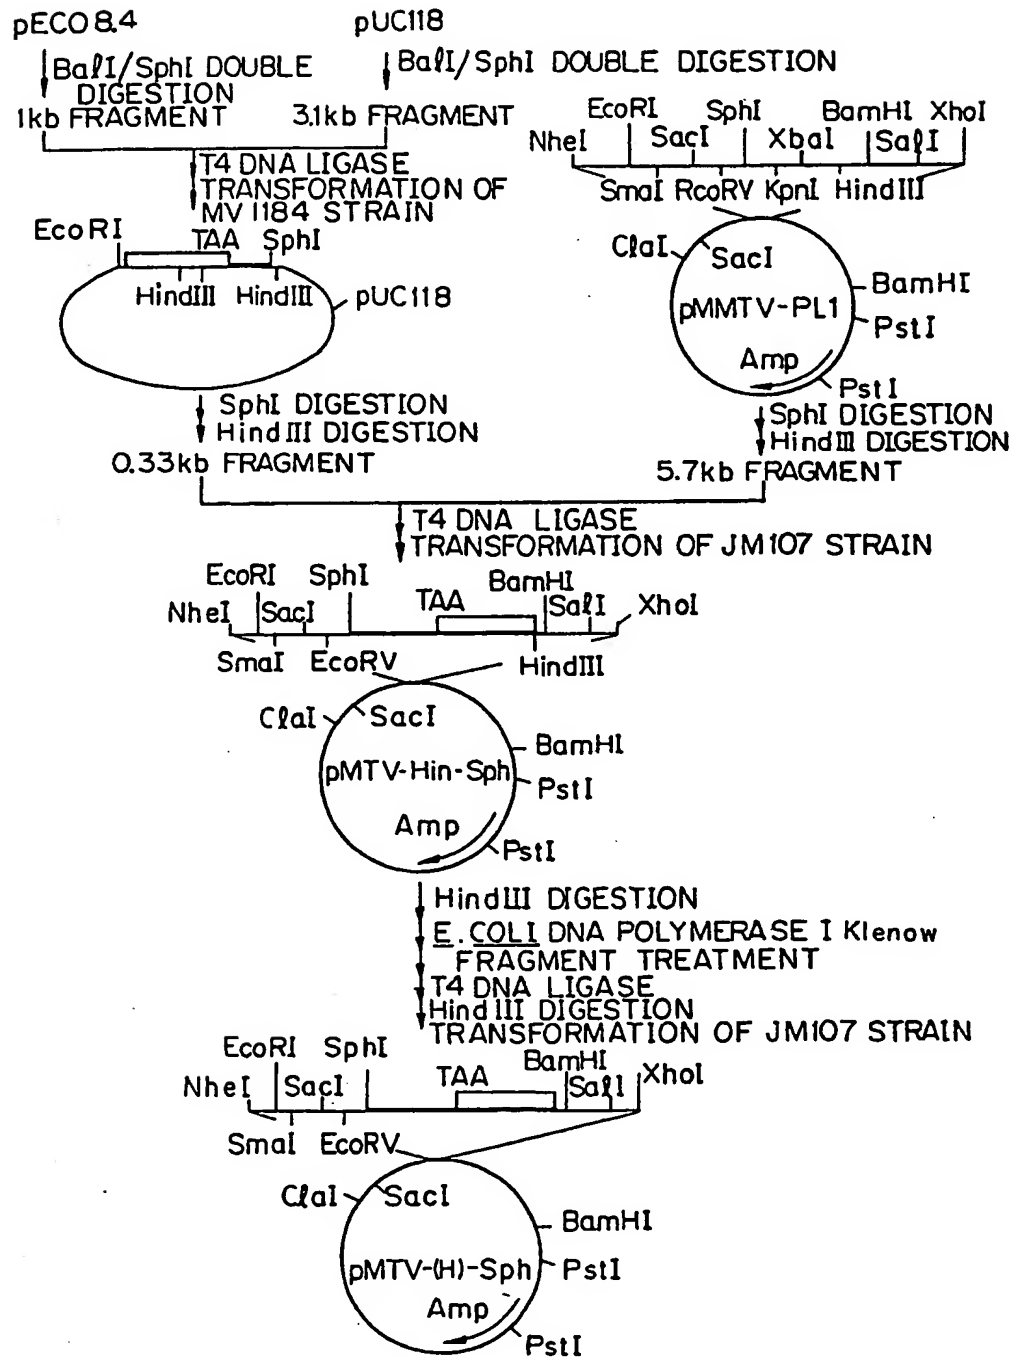 pECO8.4
pUC118
BalI/SphI DOUBLE
DIGESTION
1kb FRAGMENT
BalI/SphI DOUBLE DIGESTION
3.1kb FRAGMENT
T4 DNA LIGASE
TRANSFORMATION OF
MV 1184 STRAIN
EcoRI
TAA
SphI
HindIII
HindIII
pUC118
EcoRI
SphI
BamHI
XhoI
NheI
SacI
XbaI
SalI
SmaI
RcoRV
KpnI
HindIII
ClaI
SacI
pMMTV-PL1
BamHI
PstI
Amp
PstI
SphI DIGESTION
HindIII DIGESTION
0.33kb FRAGMENT
SphI DIGESTION
HindIII DIGESTION
5.7kb FRAGMENT
T4 DNA LIGASE
TRANSFORMATION OF JM107 STRAIN
EcoRI
SphI
BamHI
NheI
SacI
TAA
SalI
XhoI
SmaI
EcoRV
HindIII
ClaI
SacI
BamHI
pMTV-Hin-Sph
PstI
Amp
PstI
HindIII DIGESTION
E. COLI DNA POLYMERASE I Klenow
FRAGMENT TREATMENT
T4 DNA LIGASE
HindIII DIGESTION
TRANSFORMATION OF JM107 STRAIN
EcoRI
SphI
BamHI
NheI
SacI
TAA
SalI
XhoI
SmaI
EcoRV
ClaI
SacI
BamHI
pMTV-(H)-Sph
PstI
Amp
PstI